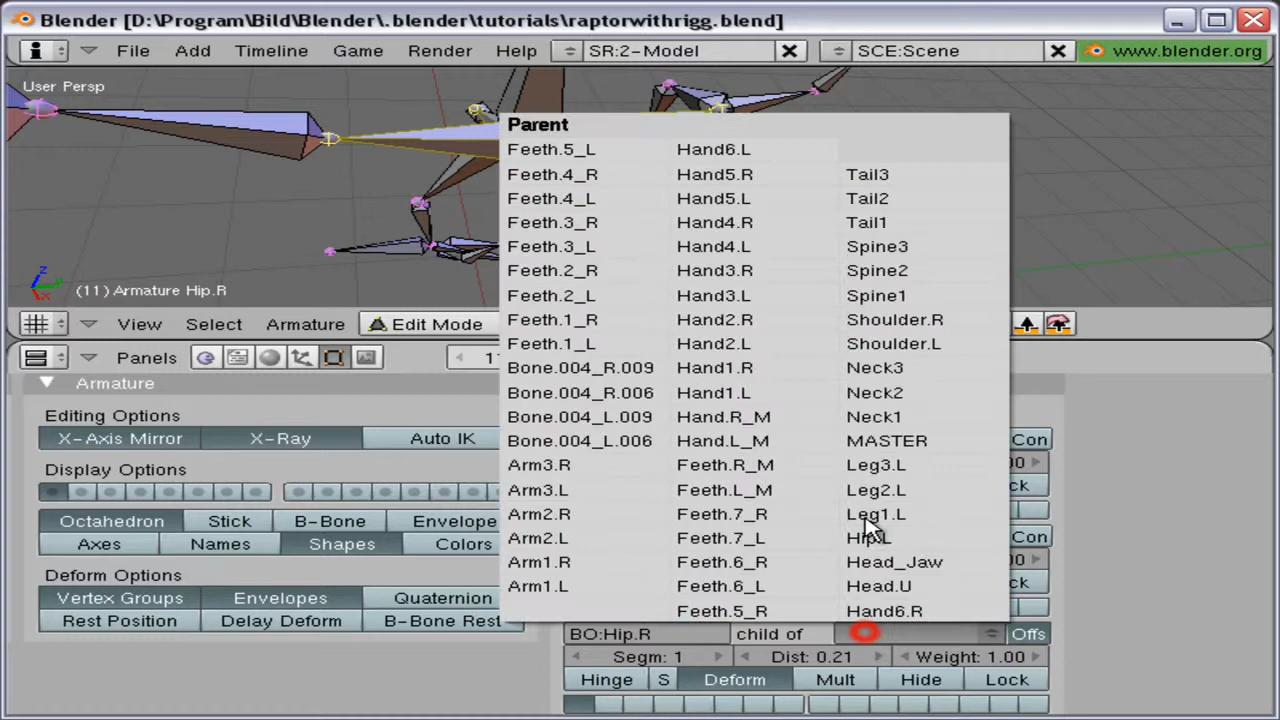 Blender [D:\Program\Bild\Blender\.blender\tutorials\raptorwithrigg.blend]
File Add Timeline Game Render Help SR:2-Model SCE:Scene www.blender.org
User Persp
Parent
Feeth.5_L Hand6.L
Feeth.4_R Hand5.R Tail3
Feeth.4_L Hand5.L Tail2
Feeth.3_R Hand4.R Tail1
Feeth.3_L Hand4.L Spine3
Feeth.2_R Hand3.R Spine2
Feeth.2_L Hand3.L Spine1
Feeth.1_R Hand2.R Shoulder.R
Feeth.1_L Hand2.L Shoulder.L
Bone.004_R.009 Hand1.R Neck3
Bone.004_R.006 Hand1.L Neck2
Bone.004_L.009 Hand.R_M Neck1
Bone.004_L.006 Hand.L_M MASTER
Arm3.R Feeth.R_M Leg3.L
Arm3.L Feeth.L_M Leg2.L
Arm2.R Feeth.7_R Leg1.L
Arm2.L Feeth.7_L Hip.L
Arm1.R Feeth.6_R Head_Jaw
Arm1.L Feeth.6_L Head.U
Feeth.5_R Hand6.R
z
x
(11) Armature Hip.R
View Select Armature Edit Mode
Panels
Armature
Editing Options
X-Axis Mirror X-Ray Auto IK
Display Options
Octahedron Stick B-Bone Envelope
Axes Names Shapes Colors
Deform Options
Vertex Groups Envelopes Quaternion
Rest Position Delay Deform B-Bone Rest
Con
Con
BO:Hip.R child of Offs
Segm: 1 Dist: 0.21 Weight: 1.00
Hinge S Deform Mult Hide Lock